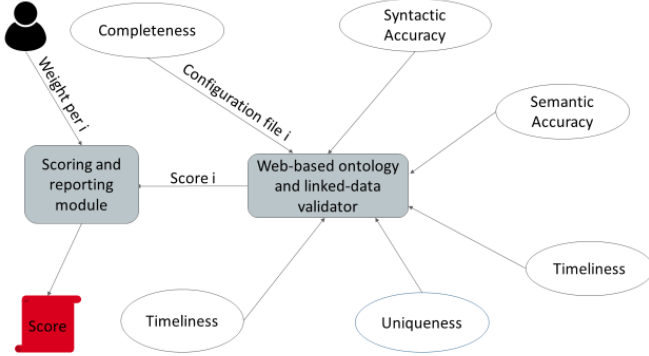 Completeness
Syntactic
Accuracy
Weight per i
Configuration file i
Semantic
Accuracy
Scoring and
reporting
module
Score i
Web-based ontology
and linked-data
validator
Timeliness
Timeliness
Uniqueness
Score